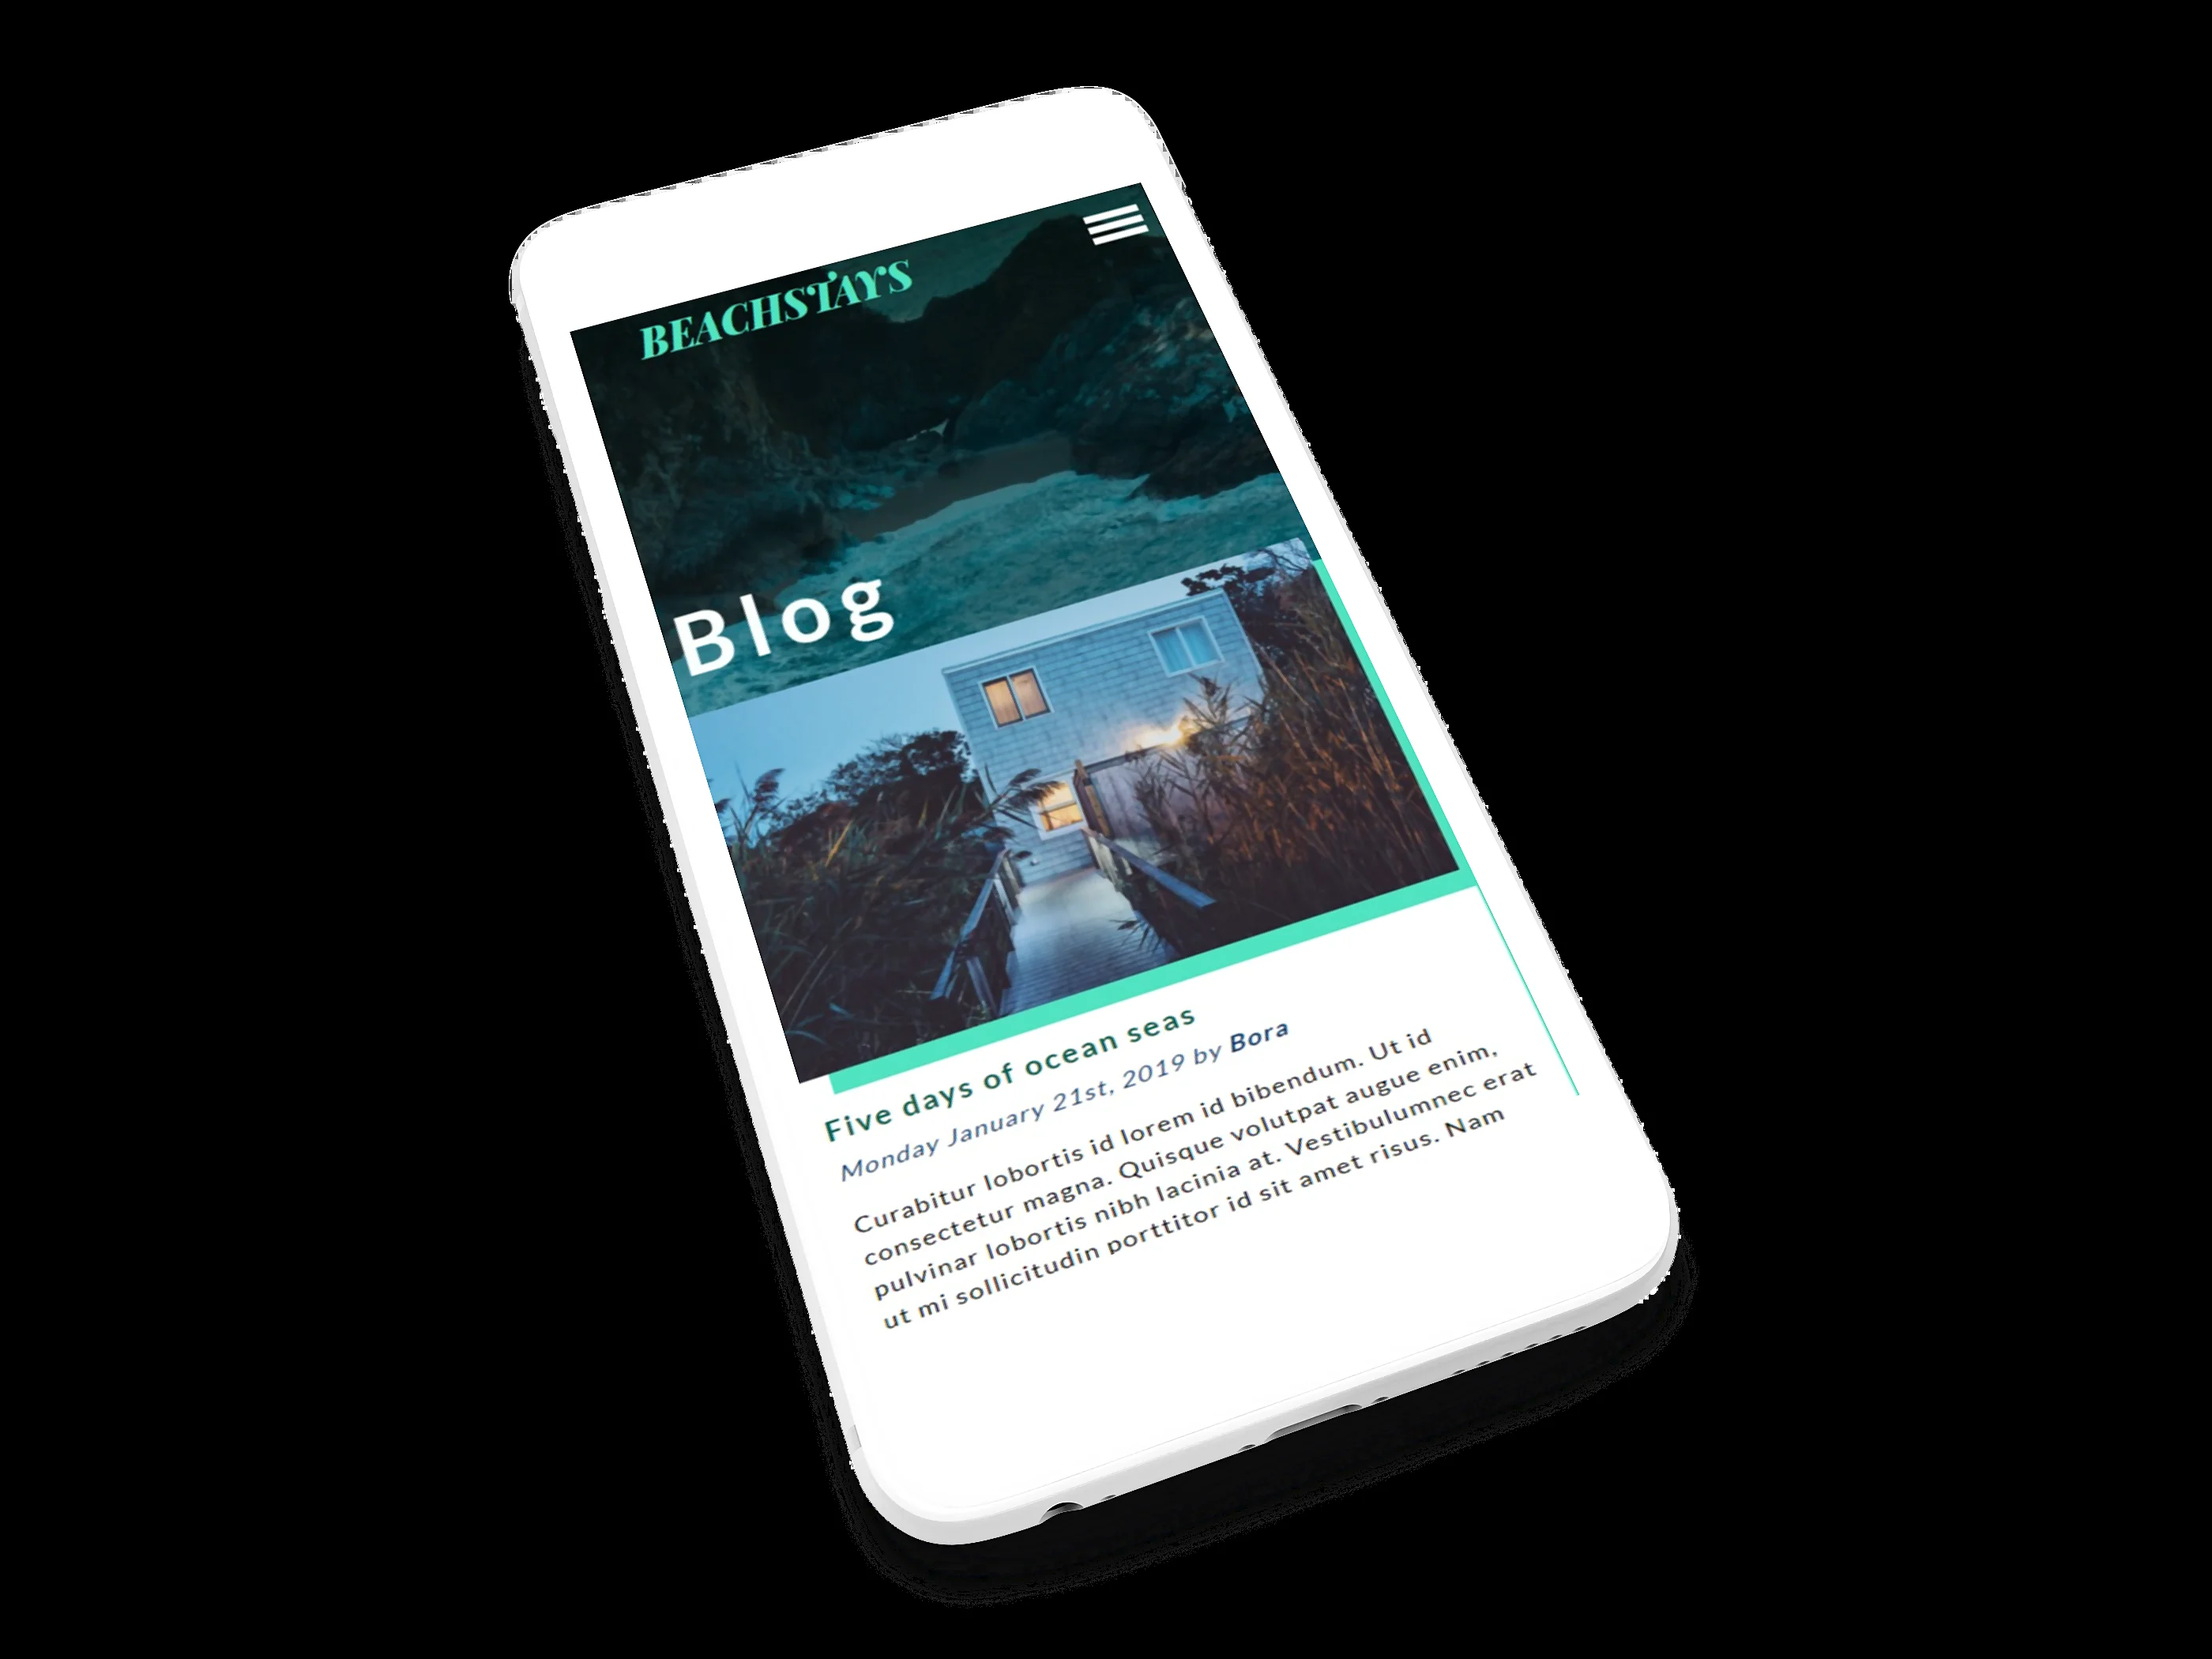 BEACHSTAYS
Blog
Five days of ocean seas
Monday January 21st, 2019 by Bora
Curabitur lobortis id lorem id bibendum. Ut id
consectetur magna. Quisque volutpat augue enim,
pulvinar lobortis nibh lacinia at. Vestibulumnec erat
ut mi sollicitudin porttitor id sit amet risus. Nam